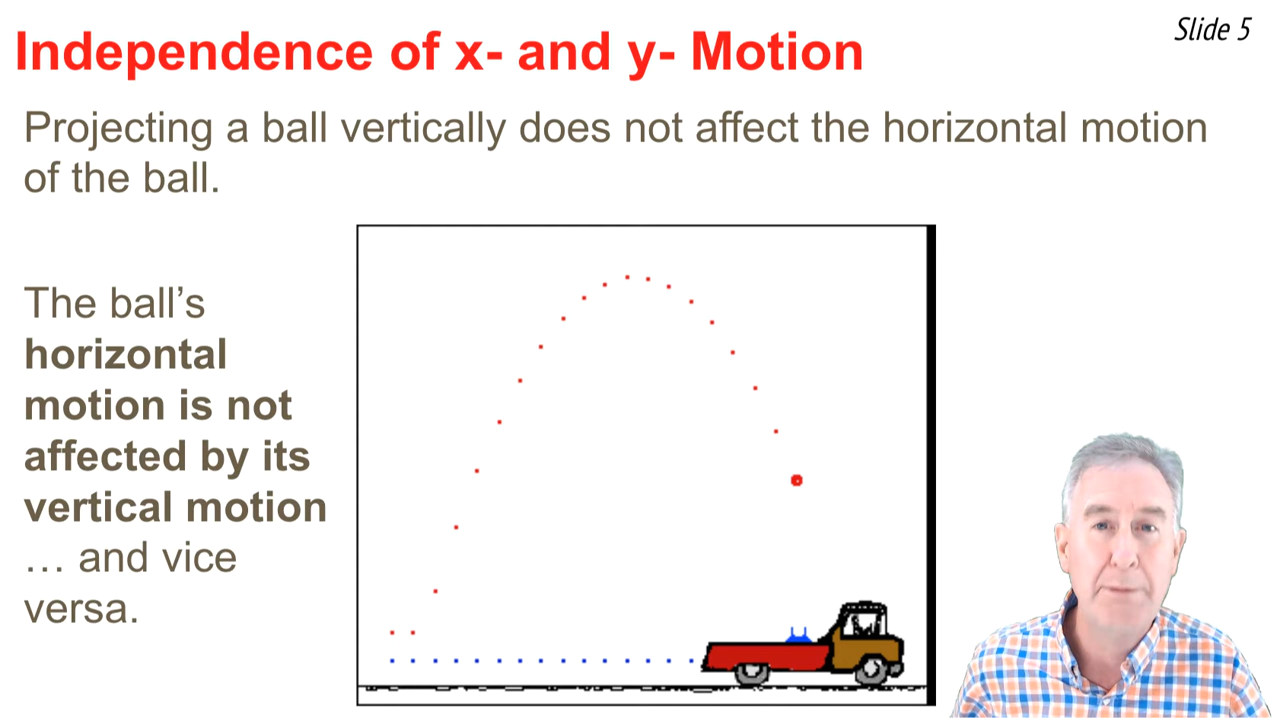 Slide 5
Independence of x- and y- Motion
Projecting a ball vertically does not affect the horizontal motion
of the ball.
The ball’s
horizontal
motion is not
affected by its
vertical motion
… and vice
versa.